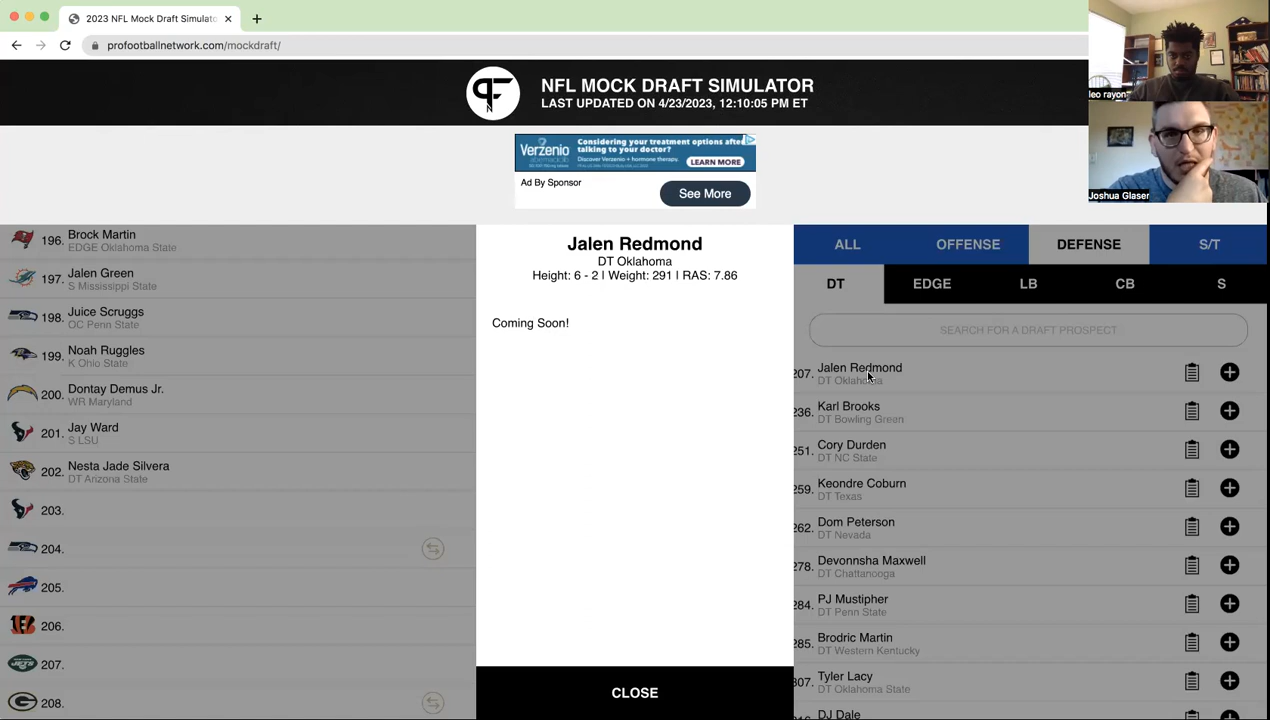 2023 NFL Mock Draft Simulato
profootballnetwork.com/mockdraft/
PF
N
NFL MOCK DRAFT SIMULATOR
LAST UPDATED ON 4/23/2023, 12:10:05 PM ET
leo rayon
Joshua Glaser
Verzenio
abemaciclib
Considering your treatment options after
talking to your doctor?
Discover Verzenio + hormone therapy.
LEARN MORE
Ad By Sponsor
See More
196. Brock Martin
EDGE Oklahoma State
197. Jalen Green
S Mississippi State
198. Juice Scruggs
OC Penn State
199. Noah Ruggles
K Ohio State
200. Dontay Demus Jr.
WR Maryland
201. Jay Ward
S LSU
202. Nesta Jade Silvera
DT Arizona State
203.
204.
205.
206.
207.
208.
Jalen Redmond
DT Oklahoma
Height: 6 - 2 | Weight: 291 | RAS: 7.86
Coming Soon!
CLOSE
ALL OFFENSE DEFENSE S/T
DT EDGE LB CB S
SEARCH FOR A DRAFT PROSPECT
207. Jalen Redmond
DT Oklahoma
236. Karl Brooks
DT Bowling Green
251. Cory Durden
DT NC State
259. Keondre Coburn
DT Texas
262. Dom Peterson
DT Nevada
278. Devonnsha Maxwell
DT Chattanooga
284. PJ Mustipher
DT Penn State
285. Brodric Martin
DT Western Kentucky
307. Tyler Lacy
DT Oklahoma State
DJ Dale